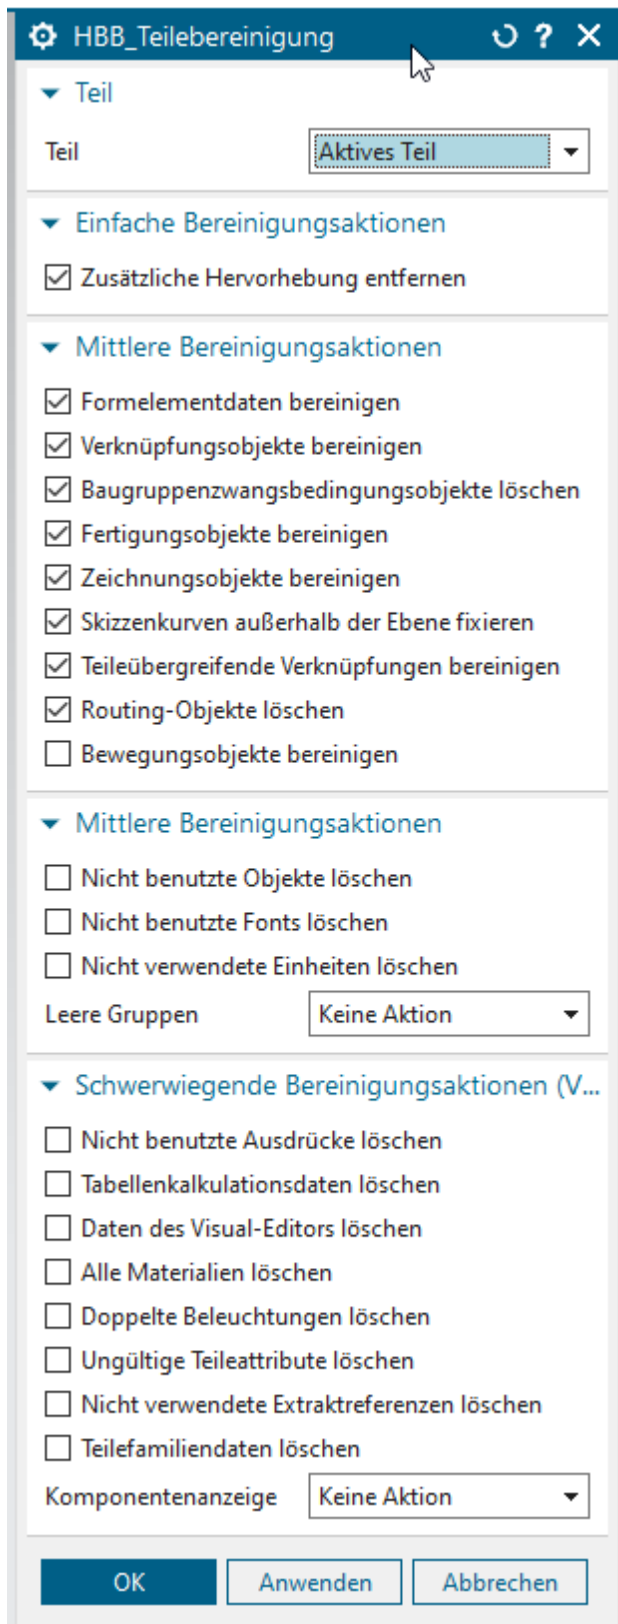 HBB_Teilebereinigung ?
Teil
Teil Aktives Teil
Einfache Bereinigungsaktionen
Zusätzliche Hervorhebung entfernen
Mittlere Bereinigungsaktionen
Formelementdaten bereinigen
Verknüpfungsobjekte bereinigen
Baugruppenzwangsbedingungsobjekte löschen
Fertigungsobjekte bereinigen
Zeichnungsobjekte bereinigen
Skizzenkurven außerhalb der Ebene fixieren
Teileübergreifende Verknüpfungen bereinigen
Routing-Objekte löschen
Bewegungsobjekte bereinigen
Mittlere Bereinigungsaktionen
Nicht benutzte Objekte löschen
Nicht benutzte Fonts löschen
Nicht verwendete Einheiten löschen
Leere Gruppen Keine Aktion
Schwerwiegende Bereinigungsaktionen (V...
Nicht benutzte Ausdrücke löschen
Tabellenkalkulationsdaten löschen
Daten des Visual-Editors löschen
Alle Materialien löschen
Doppelte Beleuchtungen löschen
Ungültige Teileattribute löschen
Nicht verwendete Extraktreferenzen löschen
Teilefamiliendaten löschen
Komponentenanzeige Keine Aktion
OK Anwenden Abbrechen